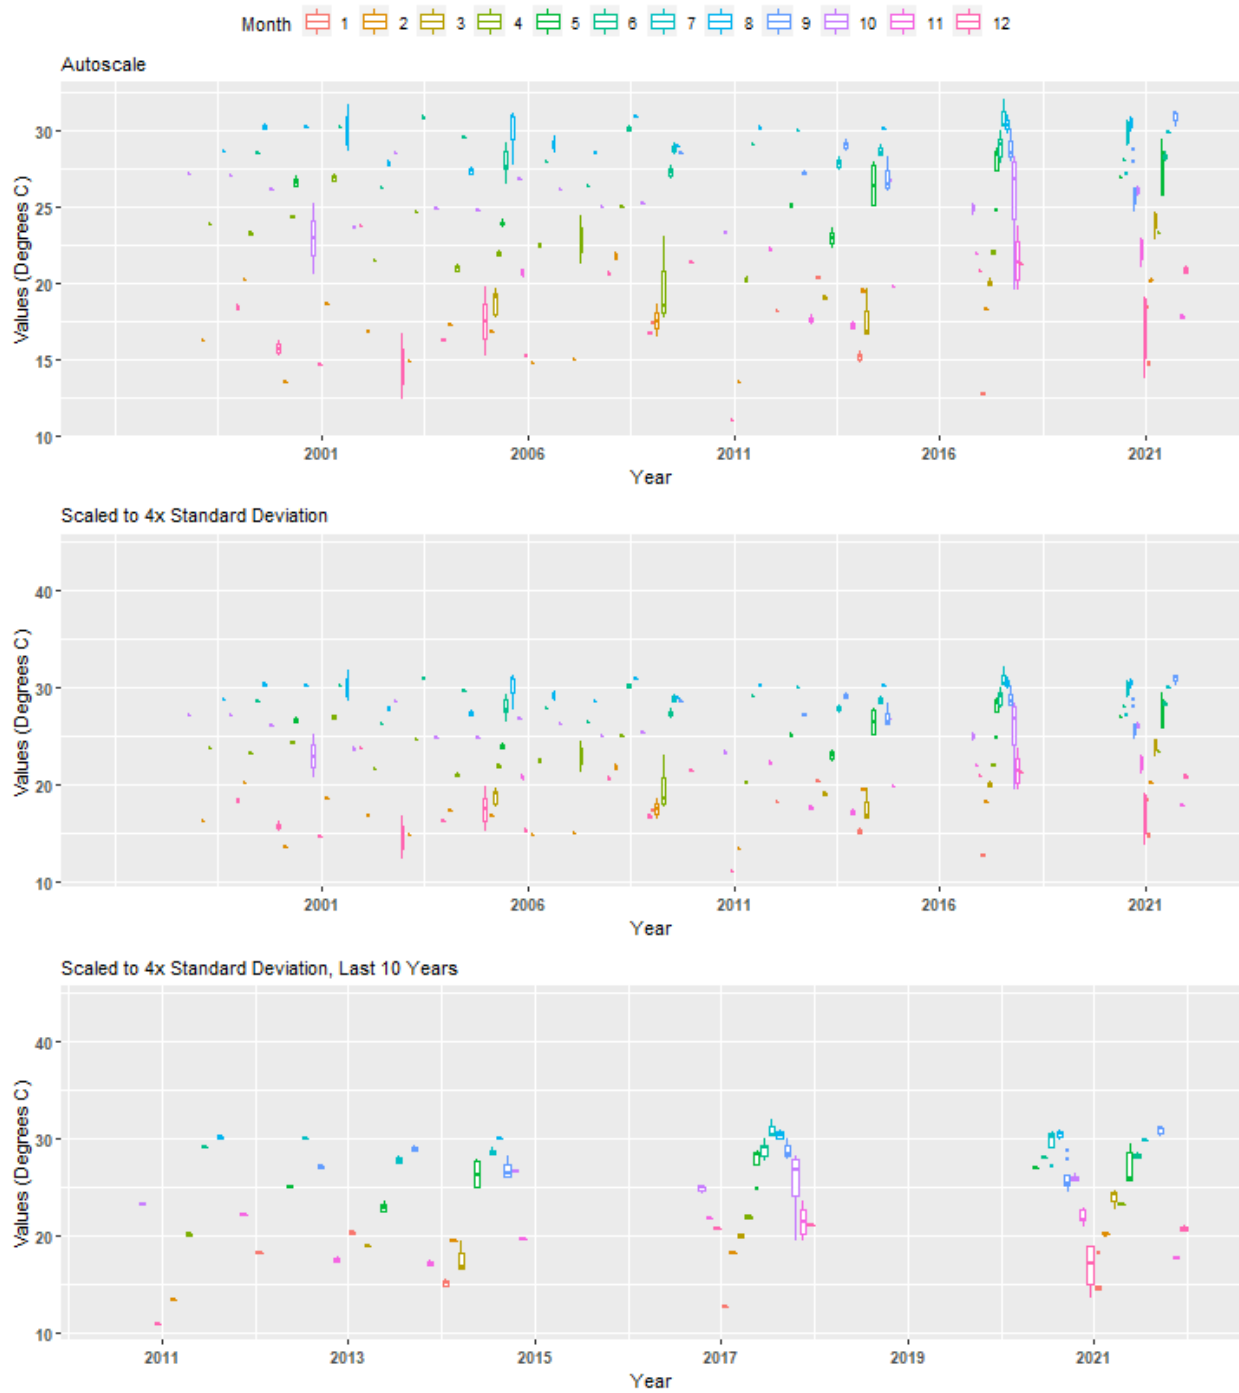 Month 1 2 3 4 5 6 7 8 9 10 11 12
Autoscale
Values (Degrees C)
30
25
20
15
10
2001 2006 2011 2016 2021
Year
Scaled to 4x Standard Deviation
Values (Degrees C)
40
30
20
10
2001 2006 2011 2016 2021
Year
Scaled to 4x Standard Deviation, Last 10 Years
Values (Degrees C)
40
30
20
10
2011 2013 2015 2017 2019 2021
Year